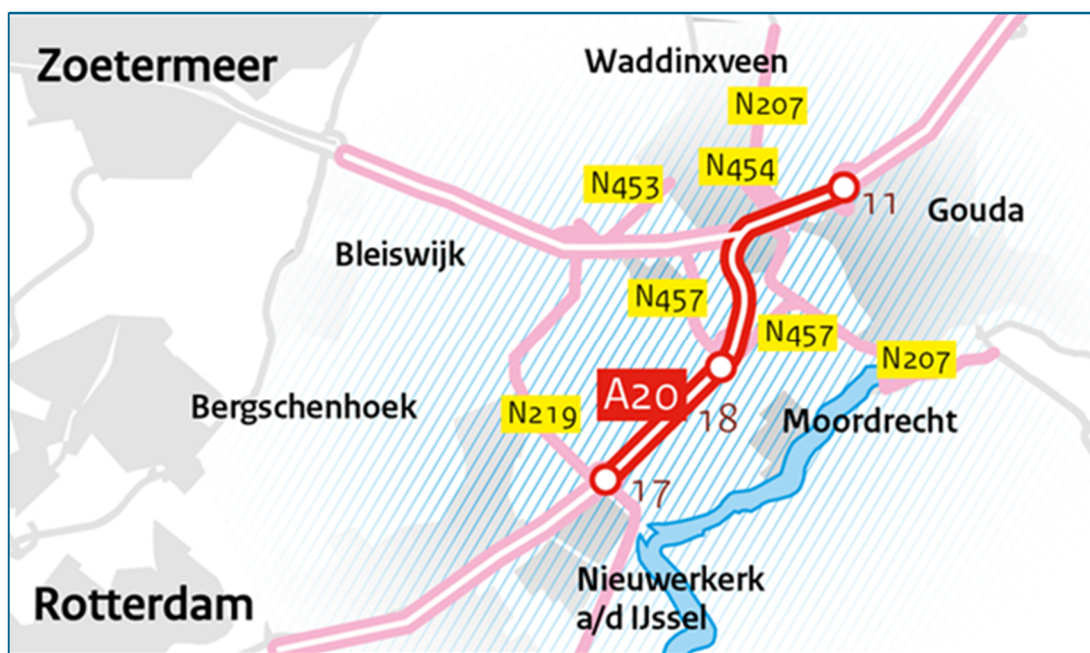 Zoetermeer
Waddinxveen
N207
N454
N453
11
Gouda
Bleiswijk
N457
N457
N207
A20
Bergschenhoek
N219
18
Moordrecht
17
Rotterdam
Nieuwerkerk
a/d IJssel